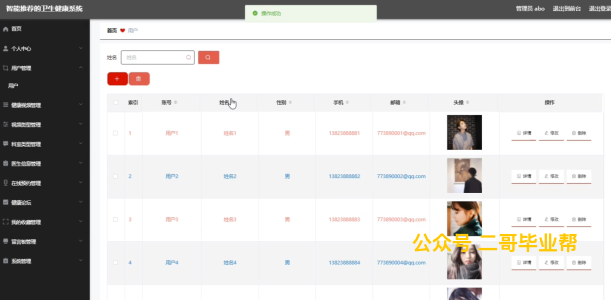 智能推荐的卫生健康系统
操作成功
管理员 abo 退出到前台 退出登录
首页
首页 用户
个人中心
用户管理
用户
健康视频管理
视频类型管理
科室类型管理
医生信息管理
在线预约管理
健康论坛
我的收藏管理
留言板管理
系统管理
姓名 姓名
索引 账号 姓名 性别 手机 邮箱 头像 操作
1 用户1 姓名1 男 13823888881 773890001@qq.com 详情 修改 删除
2 用户2 姓名2 男 13823888882 773890002@qq.com 详情 修改 删除
3 用户3 姓名3 男 13823888883 773890003@qq.com 详情 修改 删除
4 用户4 姓名4 男 13823888884 773890004@qq.com 详情 修改 删除
公众号 二哥毕业帮